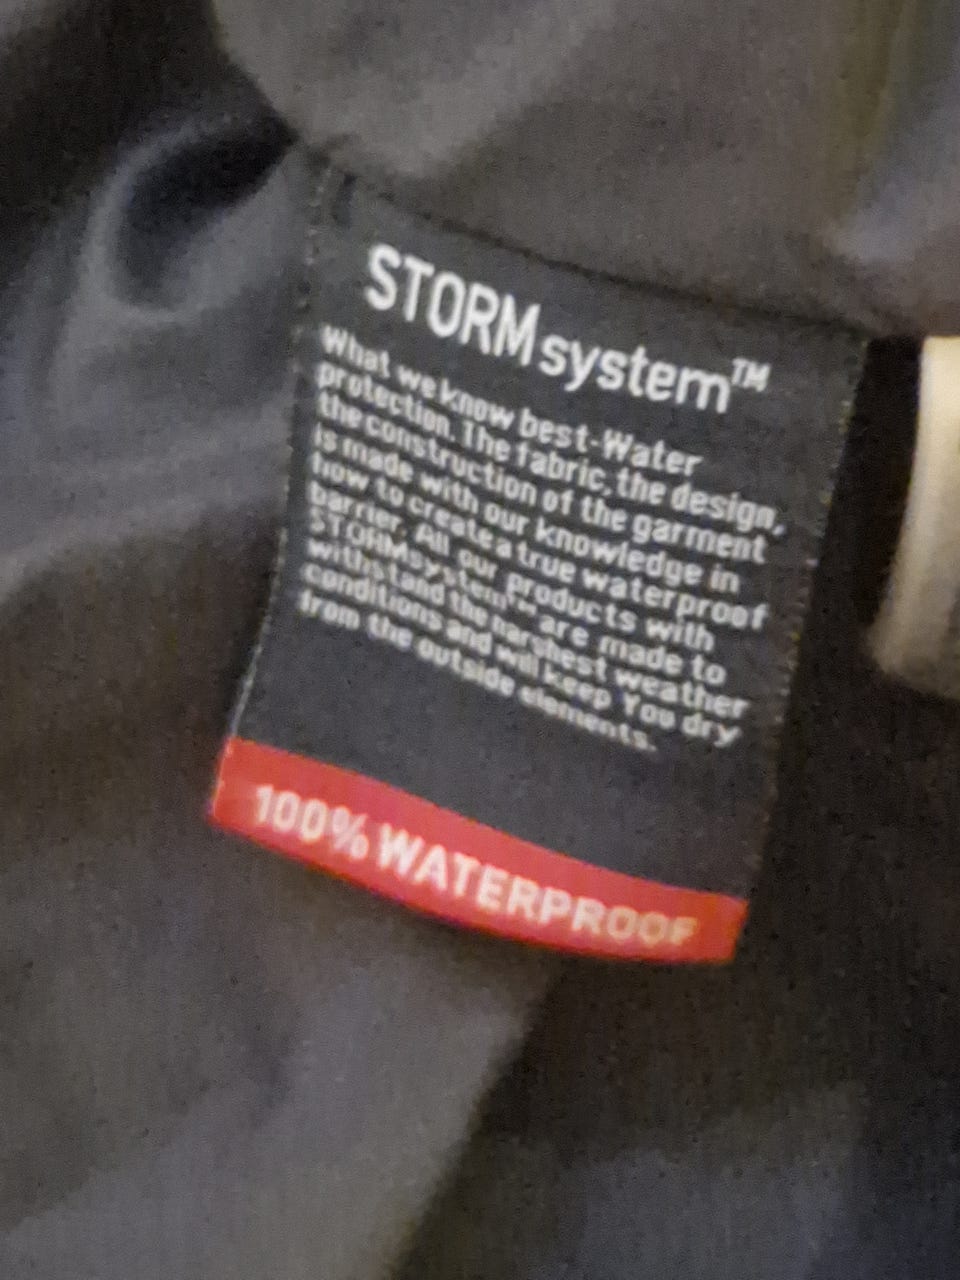 STORMsystem™
What we know best-Water
protection. The fabric, the design,
the construction of the garment
is made with our knowledge in
how to create a true waterproof
barrier. All our products with
STORMsystem™ are made to
withstand the harshest weather
conditions and will keep You dry
from the outside elements.
100% WATERPROOF